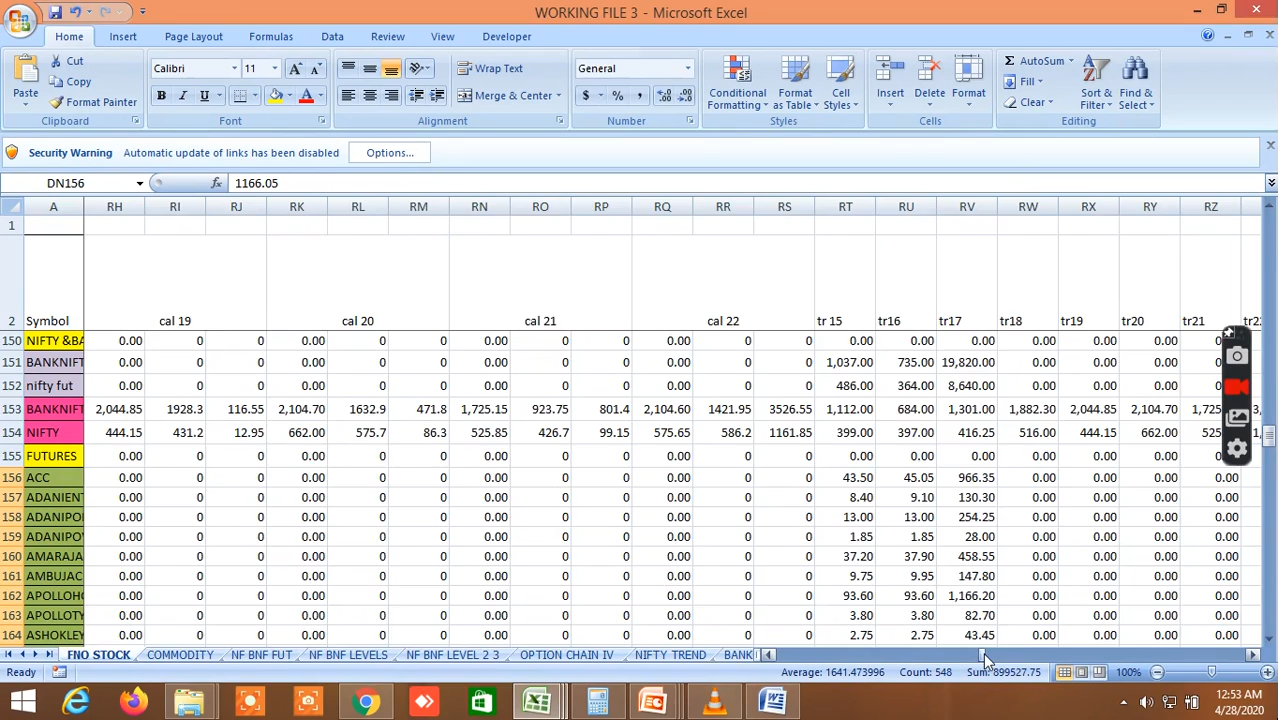 WORKING FILE 3 - Microsoft Excel
Home Insert Page Layout Formulas Data Review View Developer
Paste Cut Copy Format Painter
Calibri 11 General
Wrap Text
Merge & Center
Conditional Formatting Format as Table Cell Styles Insert Delete Format
AutoSum Fill Clear
Sort & Filter Find & Select
Clipboard Font Alignment Number Styles Cells Editing
Security Warning Automatic update of links has been disabled Options...
DN156 fx 1166.05
A RH RI RJ RK RL RM RN RO RP RQ RR RS RT RU RV RW RX RY RZ
1
2 Symbol cal 19 cal 20 cal 21 cal 22 tr 15 tr16 tr17 tr18 tr19 tr20 tr21
150 NIFTY &BA 0.00 0 0 0.00 0 0 0.00 0 0 0.00 0 0 0.00 0.00 0.00 0.00 0.00 0.00 0.00
151 BANKNIFT 0.00 0 0 0.00 0 0 0.00 0 0 0.00 0 0 1,037.00 735.00 19,820.00 0.00 0.00 0.00
152 nifty fut 0.00 0 0 0.00 0 0 0.00 0 0 0.00 0 0 486.00 364.00 8,640.00 0.00 0.00 0.00
153 BANKNIFT 2,044.85 1928.3 116.55 2,104.70 1632.9 471.8 1,725.15 923.75 801.4 2,104.60 1421.95 3526.55 1,112.00 684.00 1,301.00 1,882.30 2,044.85 2,104.70 1,725
154 NIFTY 444.15 431.2 12.95 662.00 575.7 86.3 525.85 426.7 99.15 575.65 586.2 1161.85 399.00 397.00 416.25 516.00 444.15 662.00 525
155 FUTURES 0.00 0 0 0.00 0 0 0.00 0 0 0.00 0 0 0.00 0.00 0.00 0.00 0.00 0.00 0.00
156 ACC 0.00 0 0 0.00 0 0 0.00 0 0 0.00 0 0 43.50 45.05 966.35 0.00 0.00 0.00 0.00
157 ADANIENT 0.00 0 0 0.00 0 0 0.00 0 0 0.00 0 0 8.40 9.10 130.30 0.00 0.00 0.00 0.00
158 ADANIPO 0.00 0 0 0.00 0 0 0.00 0 0 0.00 0 0 13.00 13.00 254.25 0.00 0.00 0.00 0.00
159 ADANIPO 0.00 0 0 0.00 0 0 0.00 0 0 0.00 0 0 1.85 1.85 28.00 0.00 0.00 0.00 0.00
160 AMARAJA 0.00 0 0 0.00 0 0 0.00 0 0 0.00 0 0 37.20 37.90 458.55 0.00 0.00 0.00 0.00
161 AMBUJAC 0.00 0 0 0.00 0 0 0.00 0 0 0.00 0 0 9.75 9.95 147.80 0.00 0.00 0.00 0.00
162 APOLLOHO 0.00 0 0 0.00 0 0 0.00 0 0 0.00 0 0 93.60 93.60 1,166.20 0.00 0.00 0.00 0.00
163 APOLLOTY 0.00 0 0 0.00 0 0 0.00 0 0 0.00 0 0 3.80 3.80 82.70 0.00 0.00 0.00 0.00
164 ASHOKLEY 0.00 0 0 0.00 0 0 0.00 0 0 0.00 0 0 2.75 2.75 43.45 0.00 0.00 0.00 0.00
FNO STOCK COMMODITY NF BNF FUT NF BNF LEVELS NF BNF LEVEL 2 3 OPTION CHAIN IV NIFTY TREND BANK
Ready Average: 1641.473996 Count: 548 Sum: 899527.75 100%
12:53 AM
4/28/2020